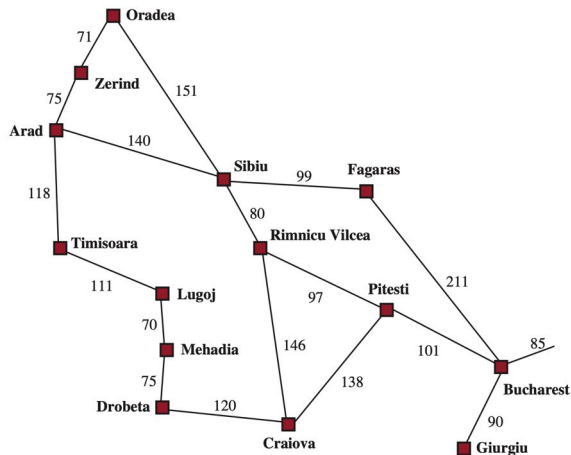 Oradea
71
Zerind
151
75
Arad
140
Sibiu
99
Fagaras
118
80
Timisoara
Rimnicu Vilcea
111
Lugoj
97
Pitesti
211
70
Mehadia
146
101
85
75
138
Bucharest
Drobeta
120
90
Craiova
Giurgiu